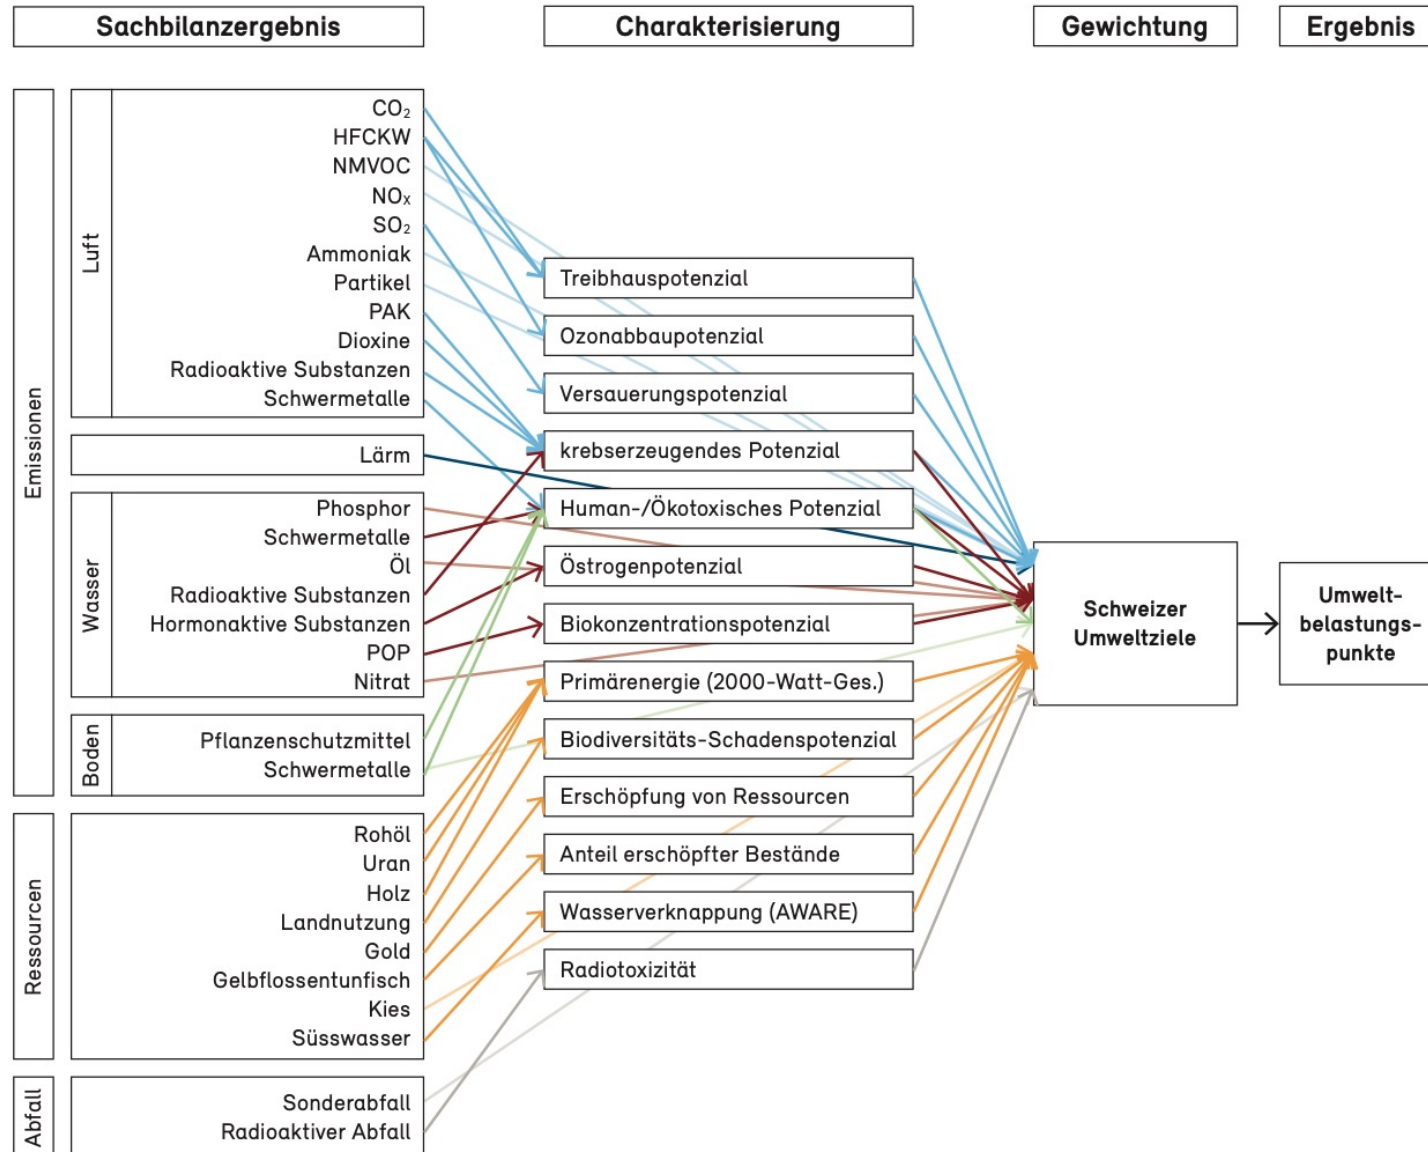 Sachbilanzergebnis
Charakterisierung
Gewichtung
Ergebnis
Emissionen
Luft
CO₂
HFCKW
NMVOC
NOₓ
SO₂
Ammoniak
Partikel
PAK
Dioxine
Radioaktive Substanzen
Schwermetalle
Lärm
Wasser
Phosphor
Schwermetalle
Öl
Radioaktive Substanzen
Hormonaktive Substanzen
POP
Nitrat
Boden
Pflanzenschutzmittel
Schwermetalle
Ressourcen
Rohöl
Uran
Holz
Landnutzung
Gold
Gelbflossentunfisch
Kies
Süsswasser
Abfall
Sonderabfall
Radioaktiver Abfall
Treibhauspotenzial
Ozonabbaupotenzial
Versauerungspotenzial
krebserzeugendes Potenzial
Human-/Ökotoxisches Potenzial
Östrogenpotenzial
Biokonzentrationspotenzial
Primärenergie (2000-Watt-Ges.)
Biodiversitäts-Schadenspotenzial
Erschöpfung von Ressourcen
Anteil erschöpfter Bestände
Wasserverknappung (AWARE)
Radiotoxizität
Schweizer
Umweltziele
Umwelt-
belastungs-
punkte